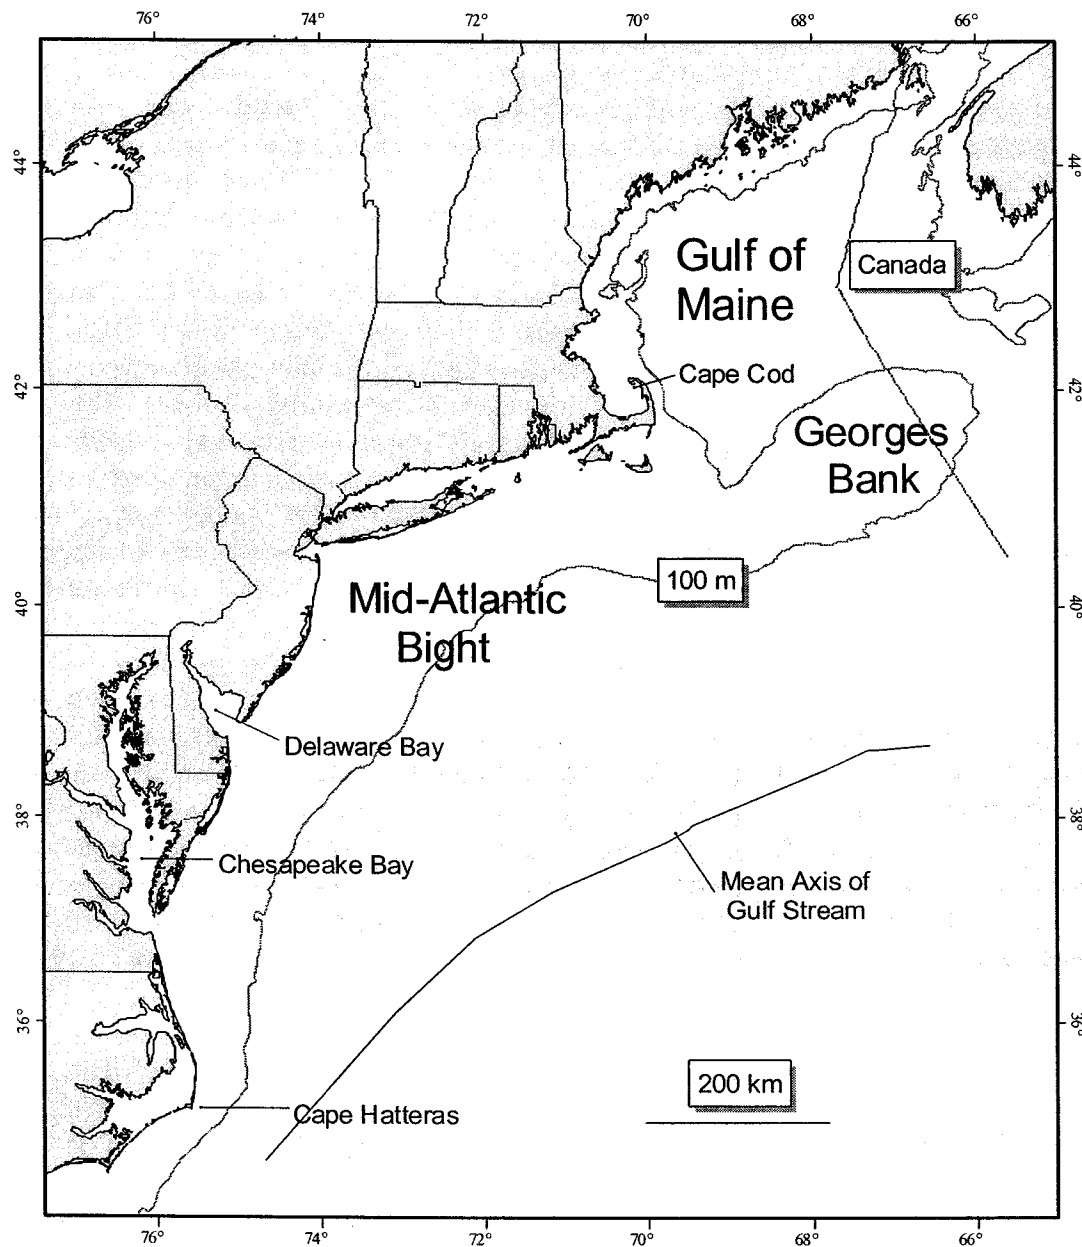 76° 74° 72° 70° 68° 66°
44° 44°
Gulf of
Maine
Canada
Cape Cod
42° 42°
Georges
Bank
100 m
Mid-Atlantic
Bight
40° 40°
Delaware Bay
38° 38°
Chesapeake Bay
Mean Axis of
Gulf Stream
36° 36°
200 km
Cape Hatteras
76° 74° 72° 70° 68° 66°